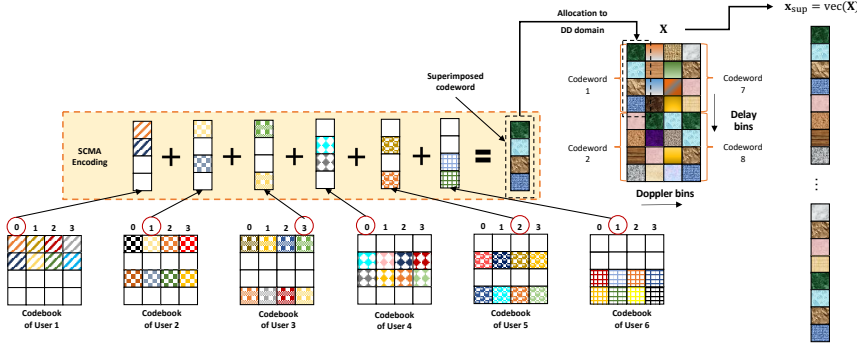 Allocation to
DD domain
X
x_sup = vec(X)
Superimposed
codeword
Codeword
1
Codeword
7
Delay
bins
SCMA
Encoding
+ + + + + =
Codeword
2
Codeword
8
Doppler bins
...
0 1 2 3
0 1 2 3
0 1 2 3
0 1 2 3
0 1 2 3
0 1 2 3
Codebook
of User 1
Codebook
of User 2
Codebook
of User 3
Codebook
of User 4
Codebook
of User 5
Codebook
of User 6